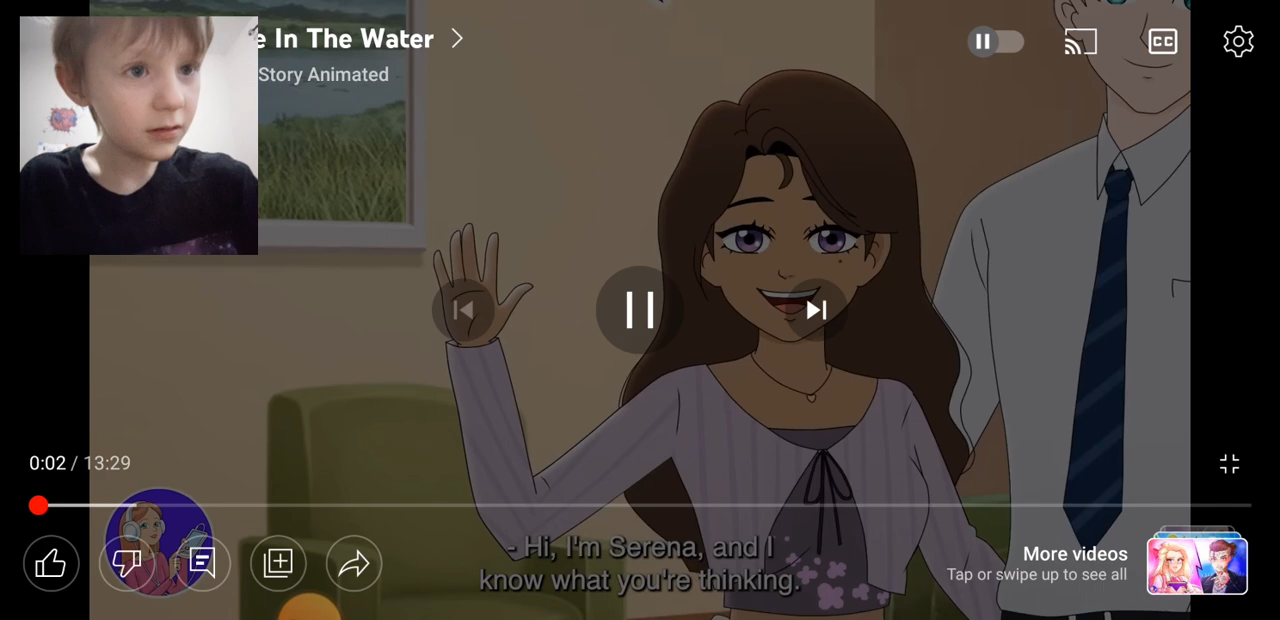 e In The Water
Story Animated
CC
0:02 / 13:29
- Hi, I'm Serena, and I
know what you're thinking.
More videos
Tap or swipe up to see all